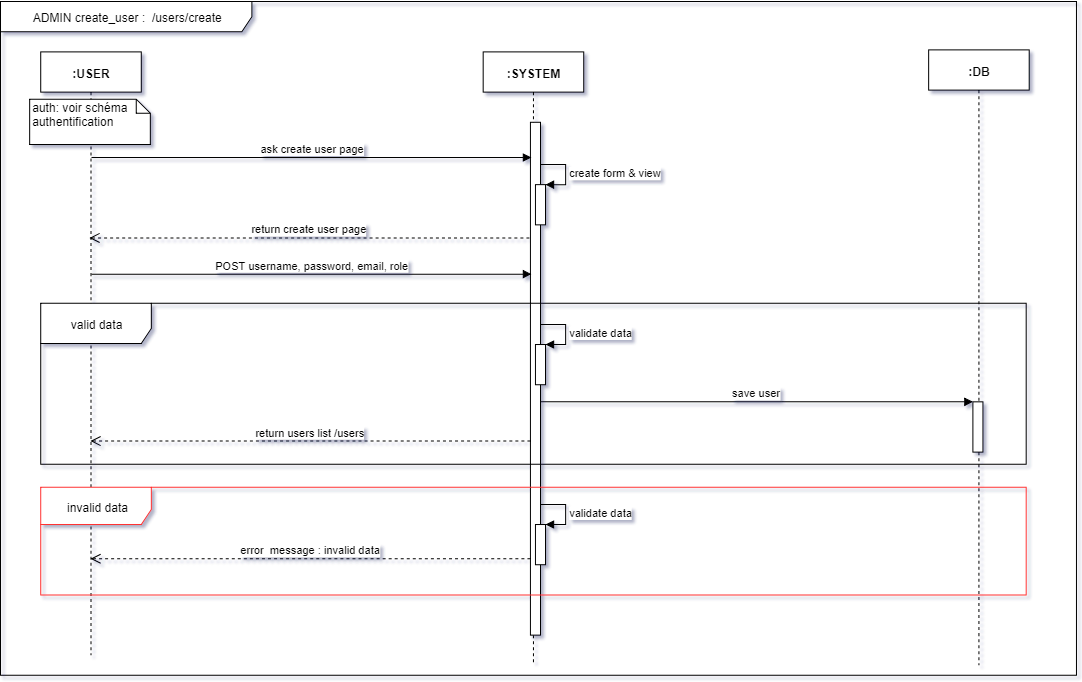 ADMIN create_user : /users/create
:USER
:SYSTEM
:DB
auth: voir schéma
authentification
ask create user page
create form & view
return create user page
POST username, password, email, role
valid data
validate data
save user
return users list /users
invalid data
validate data
error message : invalid data